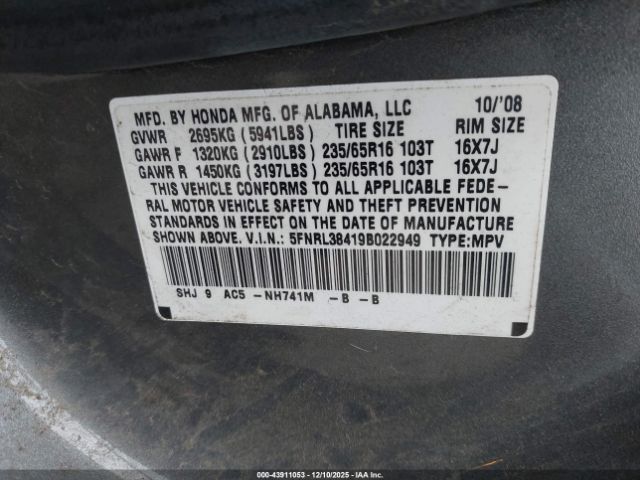 MFD. BY HONDA MFG. OF ALABAMA, LLC 10/'08
GVWR 2695KG (5941LBS) TIRE SIZE RIM SIZE
GAWR F 1320KG (2910LBS) 235/65R16 103T 16X7J
GAWR R 1450KG (3197LBS) 235/65R16 103T 16X7J
THIS VEHICLE CONFORMS TO ALL APPLICABLE FEDE-
RAL MOTOR VEHICLE SAFETY AND THEFT PREVENTION
STANDARDS IN EFFECT ON THE DATE OF MANUFACTURE
SHOWN ABOVE. V.I.N.: 5FNRL38419B022949 TYPE:MPV
SHJ 9 AC5 -NH741M -B -B
000-43911053 - 12/10/2025 - IAA Inc.